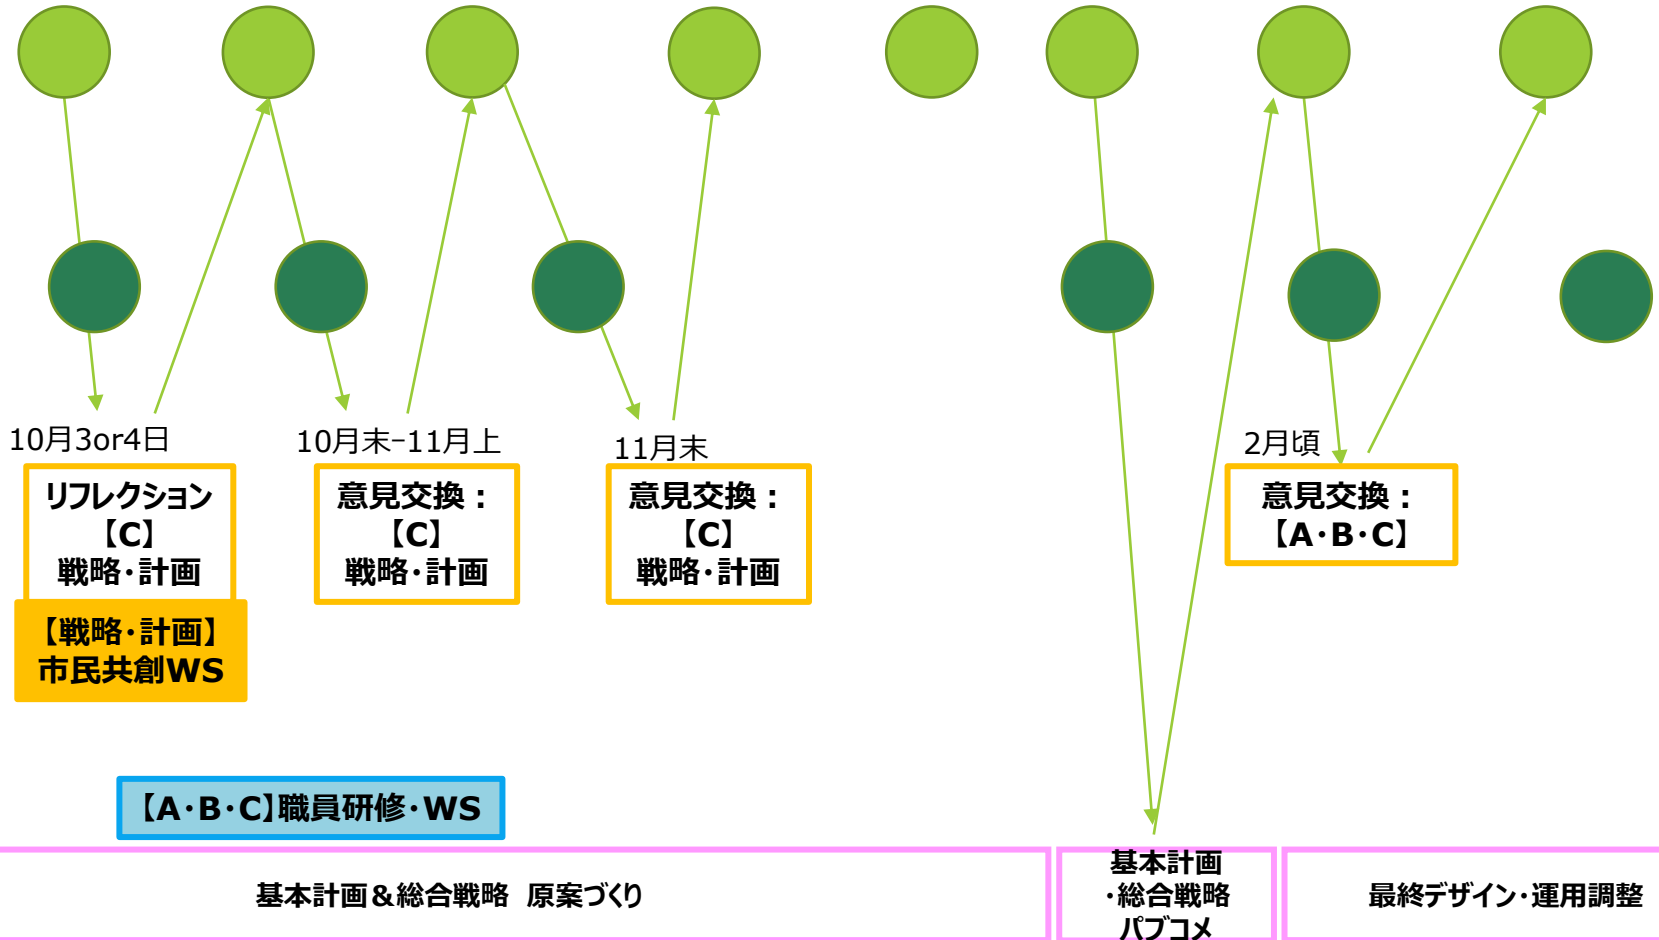 10月3or4日
リフレクション
【C】
戦略・計画
【戦略・計画】
市民共創WS
10月末–11月上
意見交換：
【C】
戦略・計画
11月末
意見交換：
【C】
戦略・計画
2月頃
意見交換：
【A・B・C】
【A・B・C】職員研修・WS
基本計画＆総合戦略 原案づくり
基本計画
・総合戦略
パブコメ
最終デザイン・運用調整